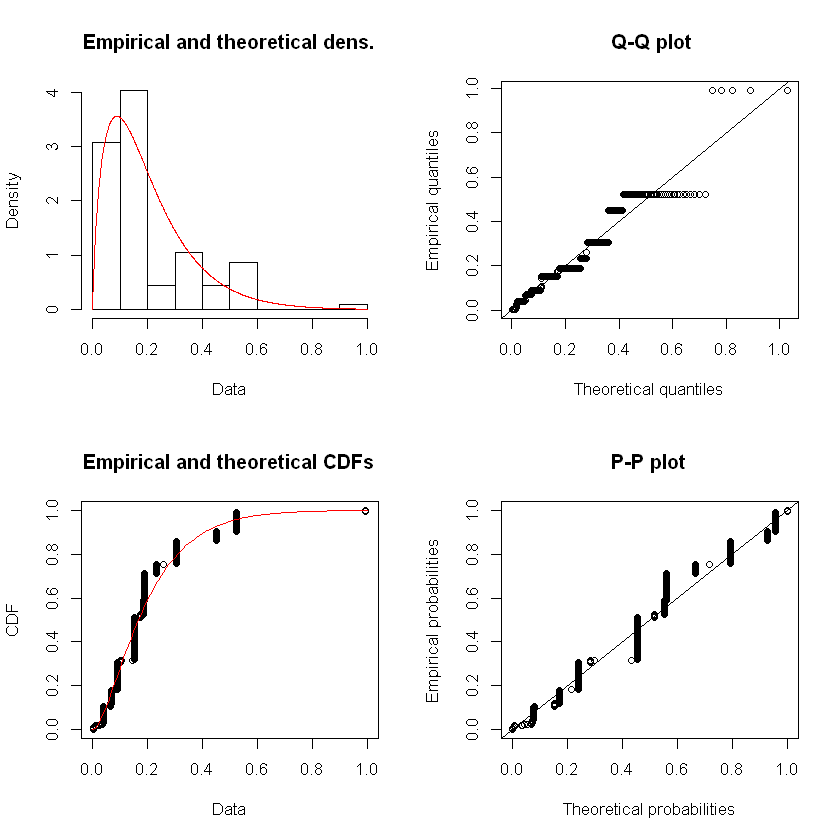 Empirical and theoretical dens.
Density
0 1 2 3 4
0.0 0.2 0.4 0.6 0.8 1.0
Data
Q-Q plot
Empirical quantiles
0.0 0.2 0.4 0.6 0.8 1.0
0.0 0.2 0.4 0.6 0.8 1.0
Theoretical quantiles
Empirical and theoretical CDFs
CDF
0.0 0.2 0.4 0.6 0.8 1.0
0.0 0.2 0.4 0.6 0.8 1.0
Data
P-P plot
Empirical probabilities
0.0 0.2 0.4 0.6 0.8 1.0
0.0 0.2 0.4 0.6 0.8 1.0
Theoretical probabilities